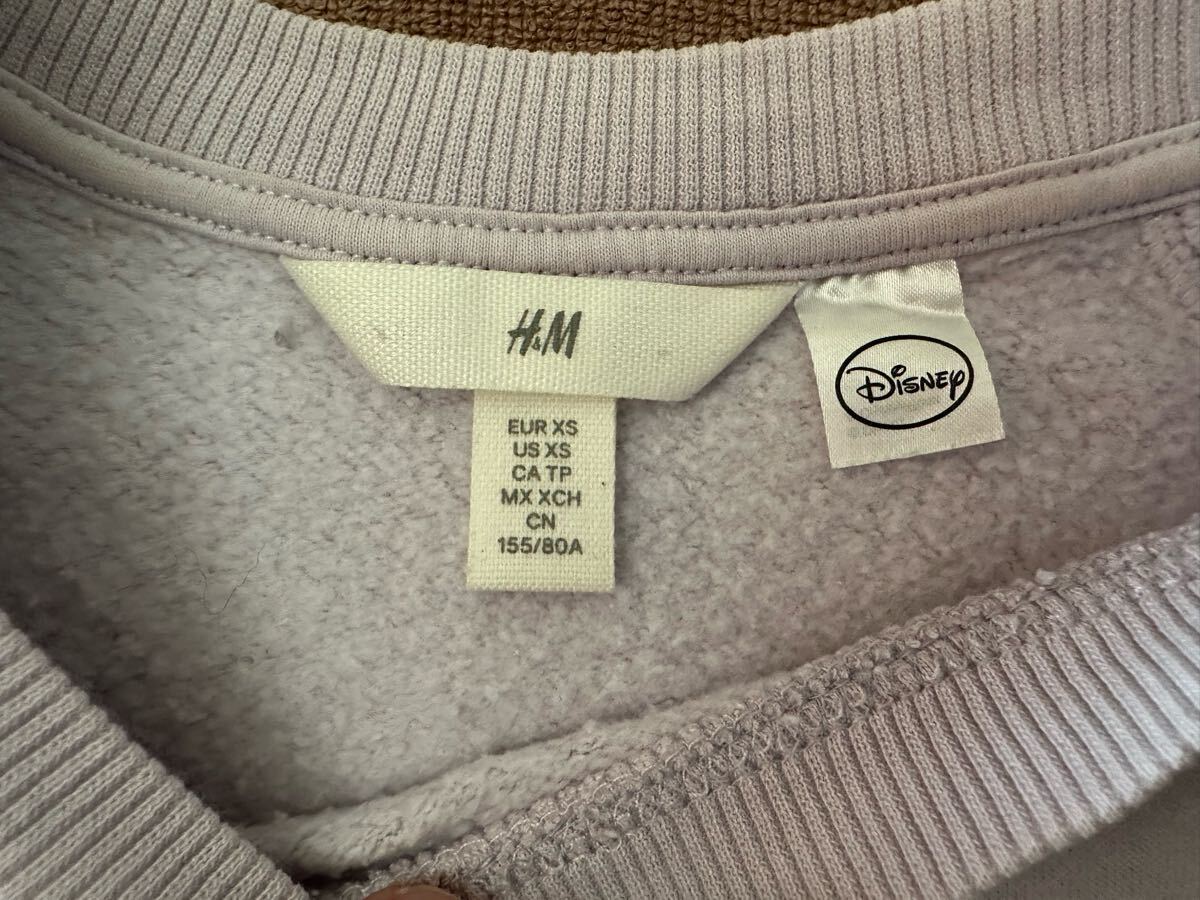 H&M
EUR XS
US XS
CA TP
MX XCH
CN
155/80A
Disney